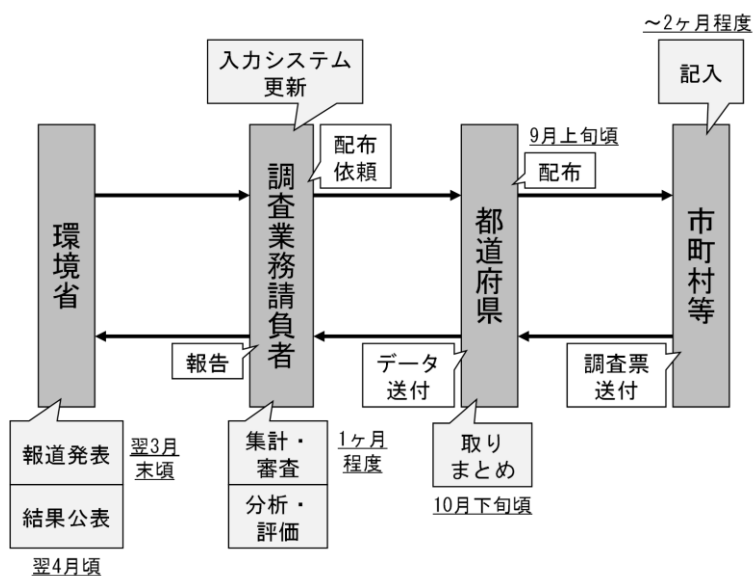 ～2ヶ月程度
入力システム
更新
記入
配布
依頼
9月上旬頃
配布
環境省
調査業務請負者
都道府県
市町村等
報告
データ
送付
調査票
送付
報道発表
翌3月
末頃
集計・
審査
1ヶ月
程度
取り
まとめ
結果公表
分析・
評価
10月下旬頃
翌4月頃